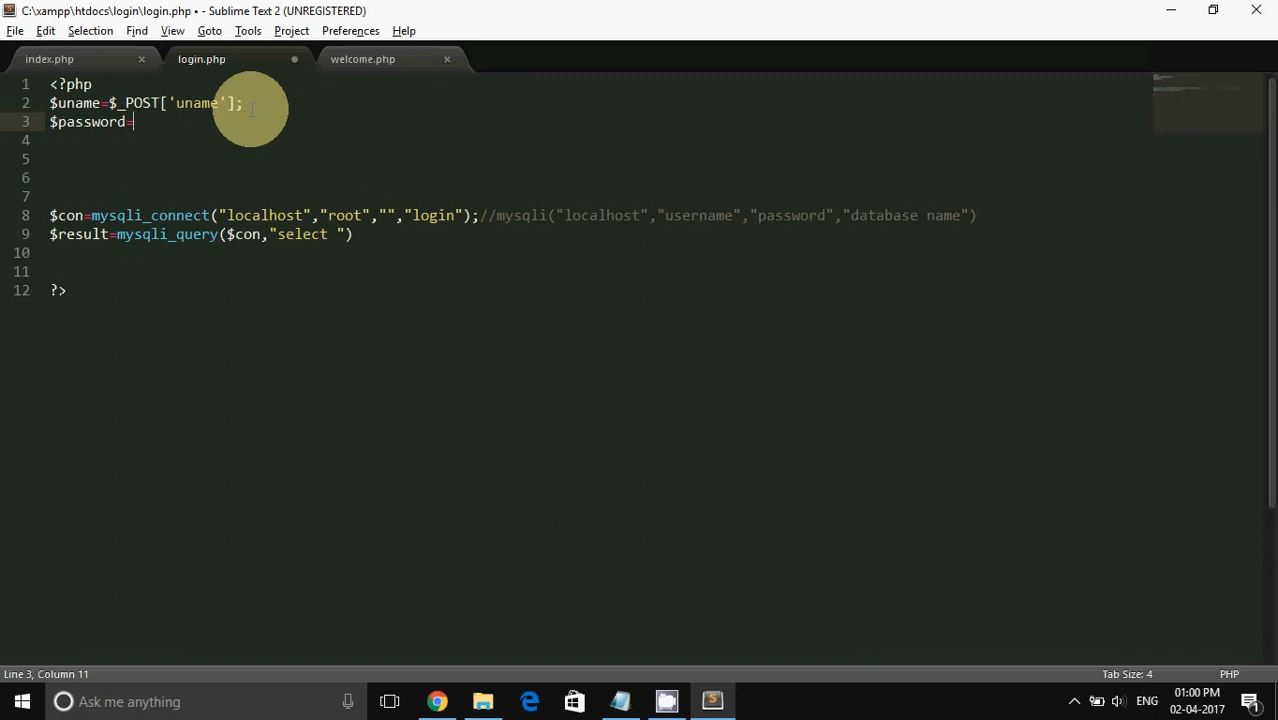 C:\xampp\htdocs\login\login.php • - Sublime Text 2 (UNREGISTERED)
File Edit Selection Find View Goto Tools Project Preferences Help
index.php × login.php welcome.php ×
1 <?php
2 $uname=$_POST['uname'];
3 $password=
4
5
6
7
8 $con=mysqli_connect("localhost","root","","login");//mysqli("localhost","username","password","database name")
9 $result=mysqli_query($con,"select ")
10
11
12 ?>
Line 3, Column 11 Tab Size: 4 PHP
Ask me anything ENG 01:00 PM
02-04-2017 1